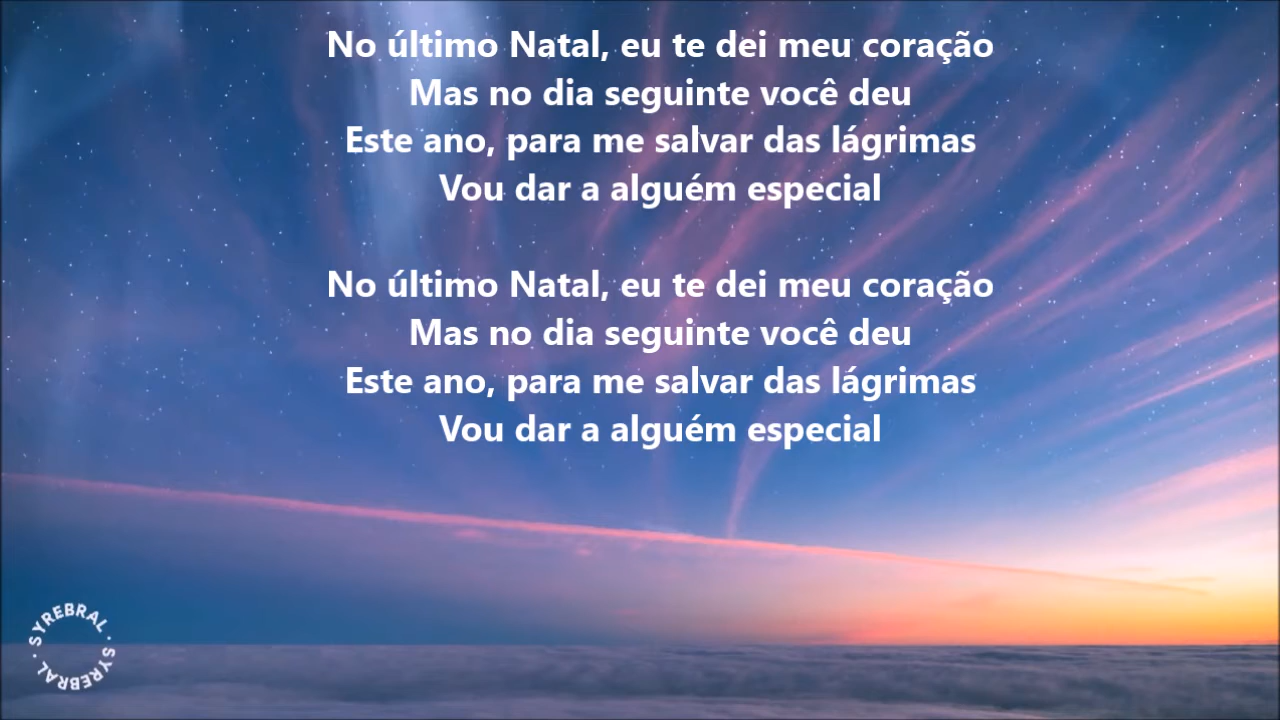 No último Natal, eu te dei meu coração
Mas no dia seguinte você deu
Este ano, para me salvar das lágrimas
Vou dar a alguém especial
No último Natal, eu te dei meu coração
Mas no dia seguinte você deu
Este ano, para me salvar das lágrimas
Vou dar a alguém especial
SYREBRAL · SYREBRAL ·